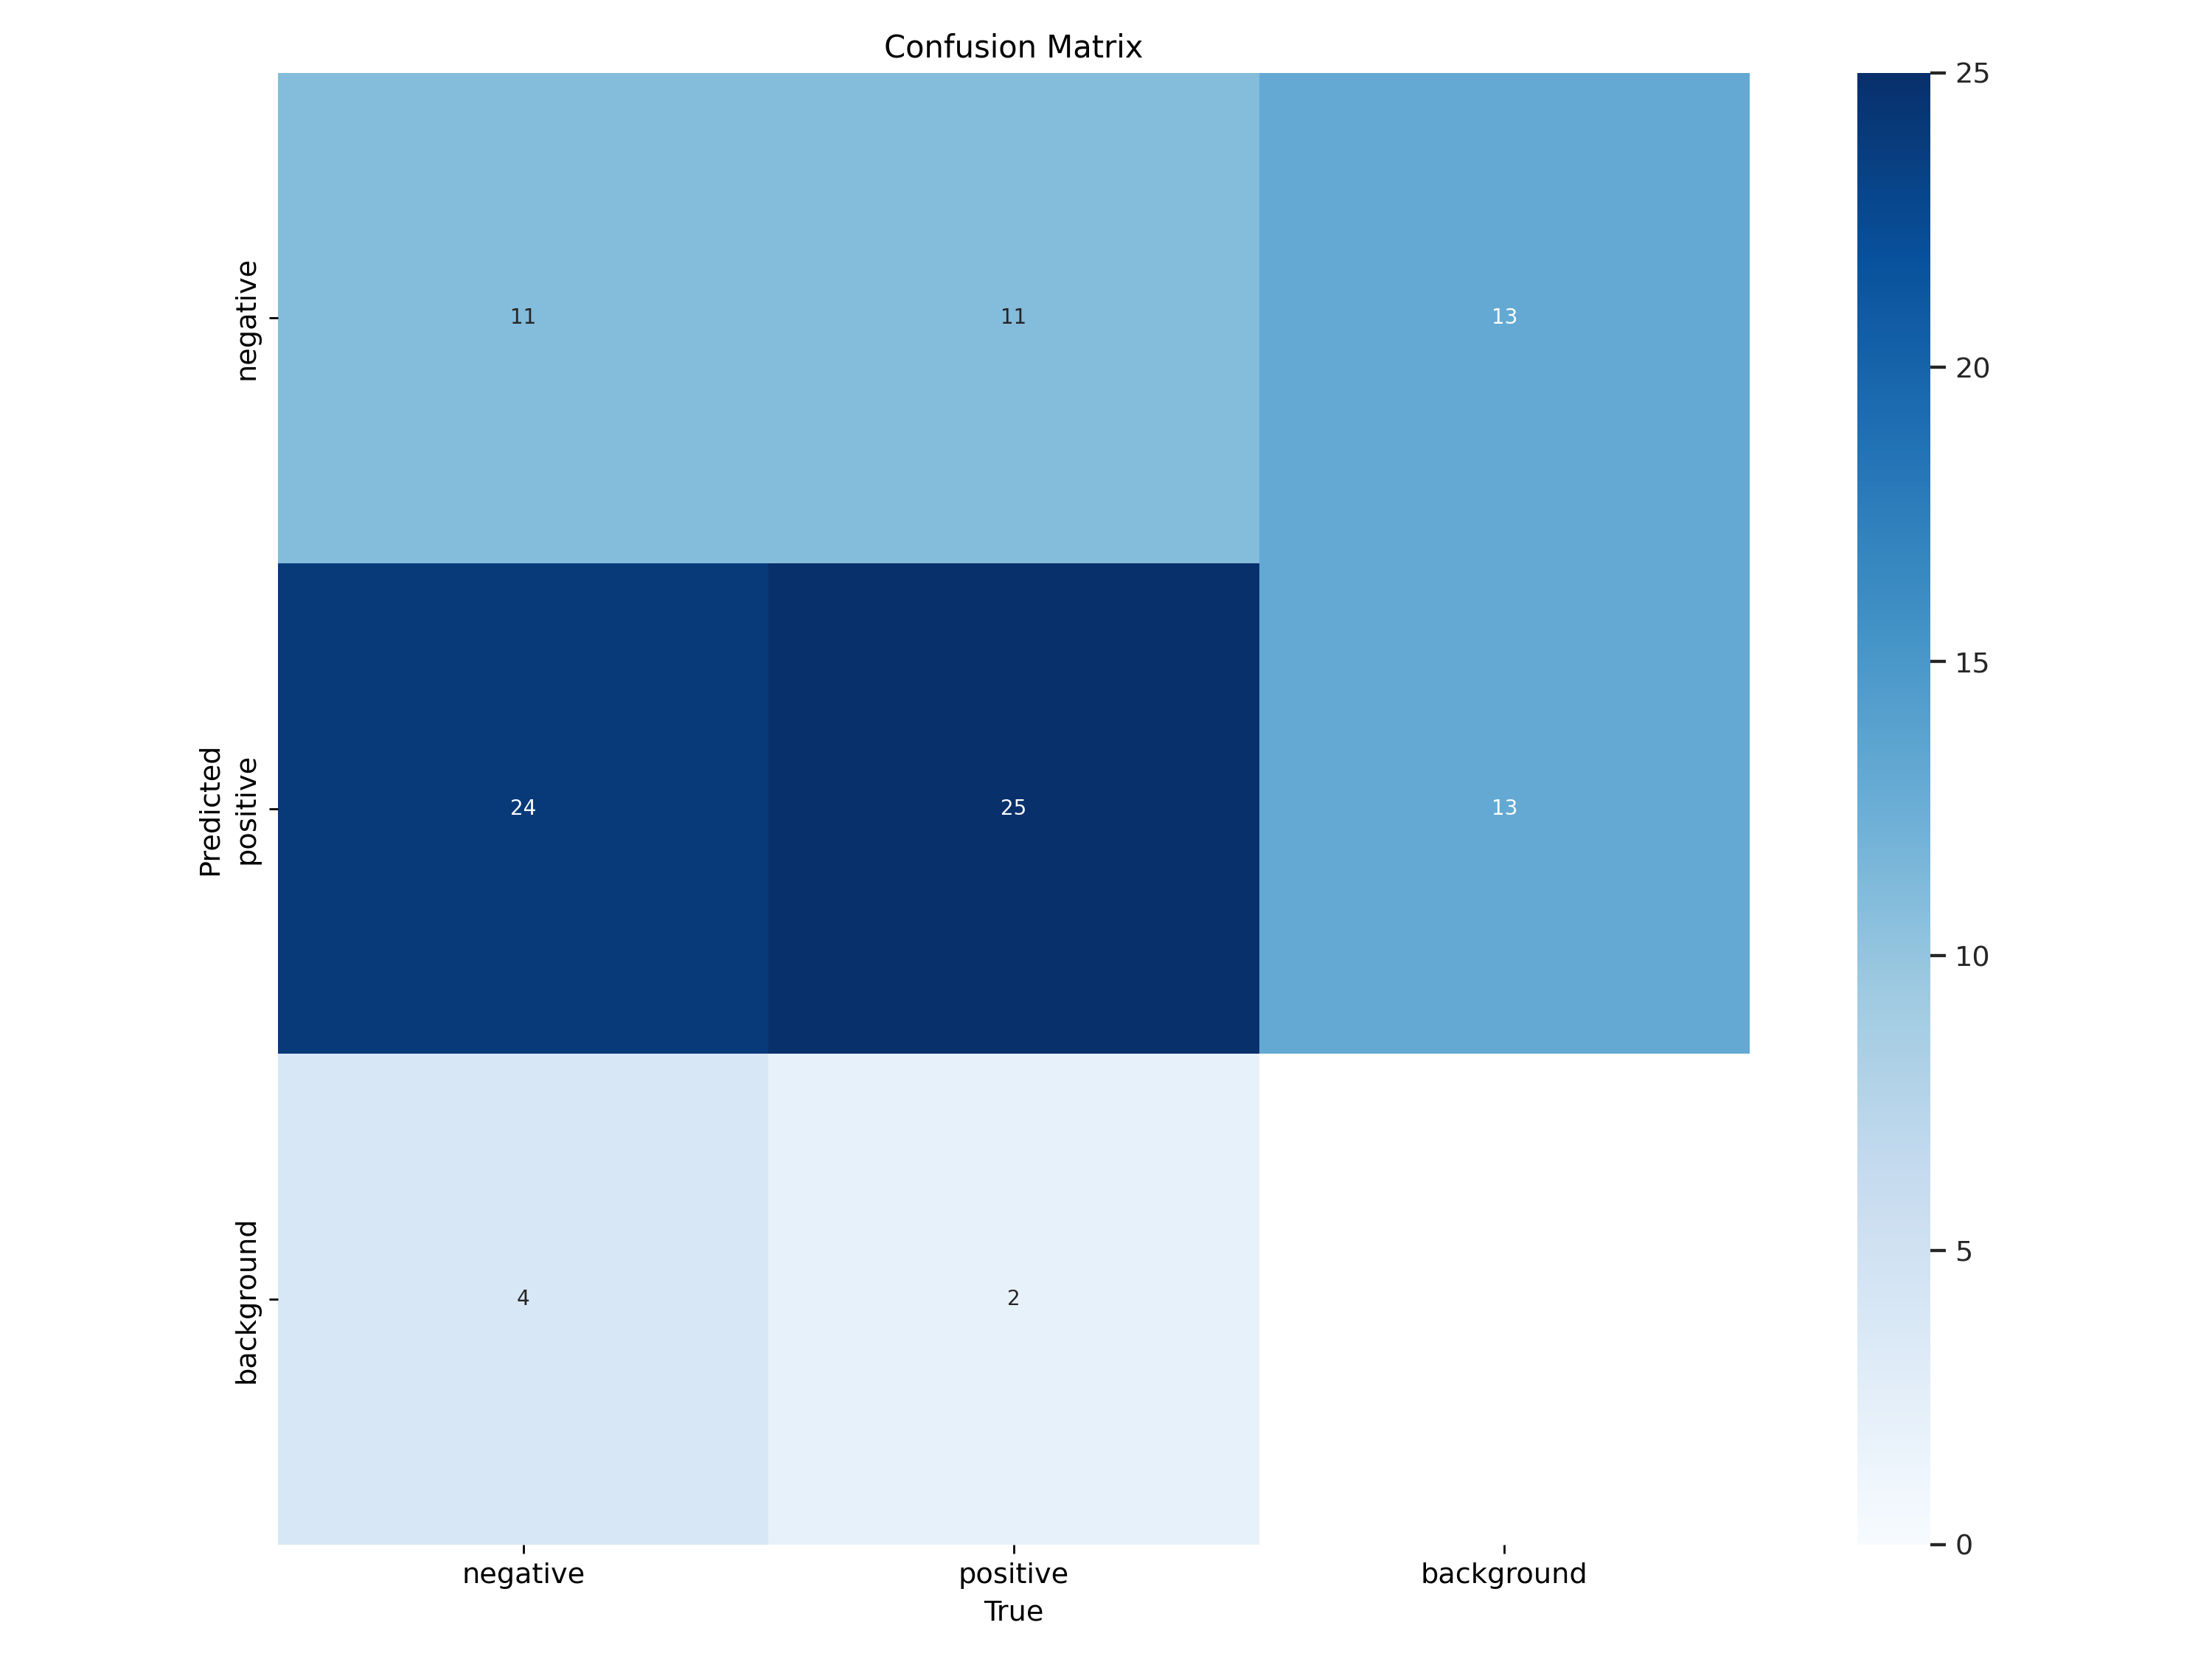 Confusion Matrix
negative
11
11
13
Predicted
positive
24
25
13
background
4
2
negative
positive
background
True
25
20
15
10
5
0